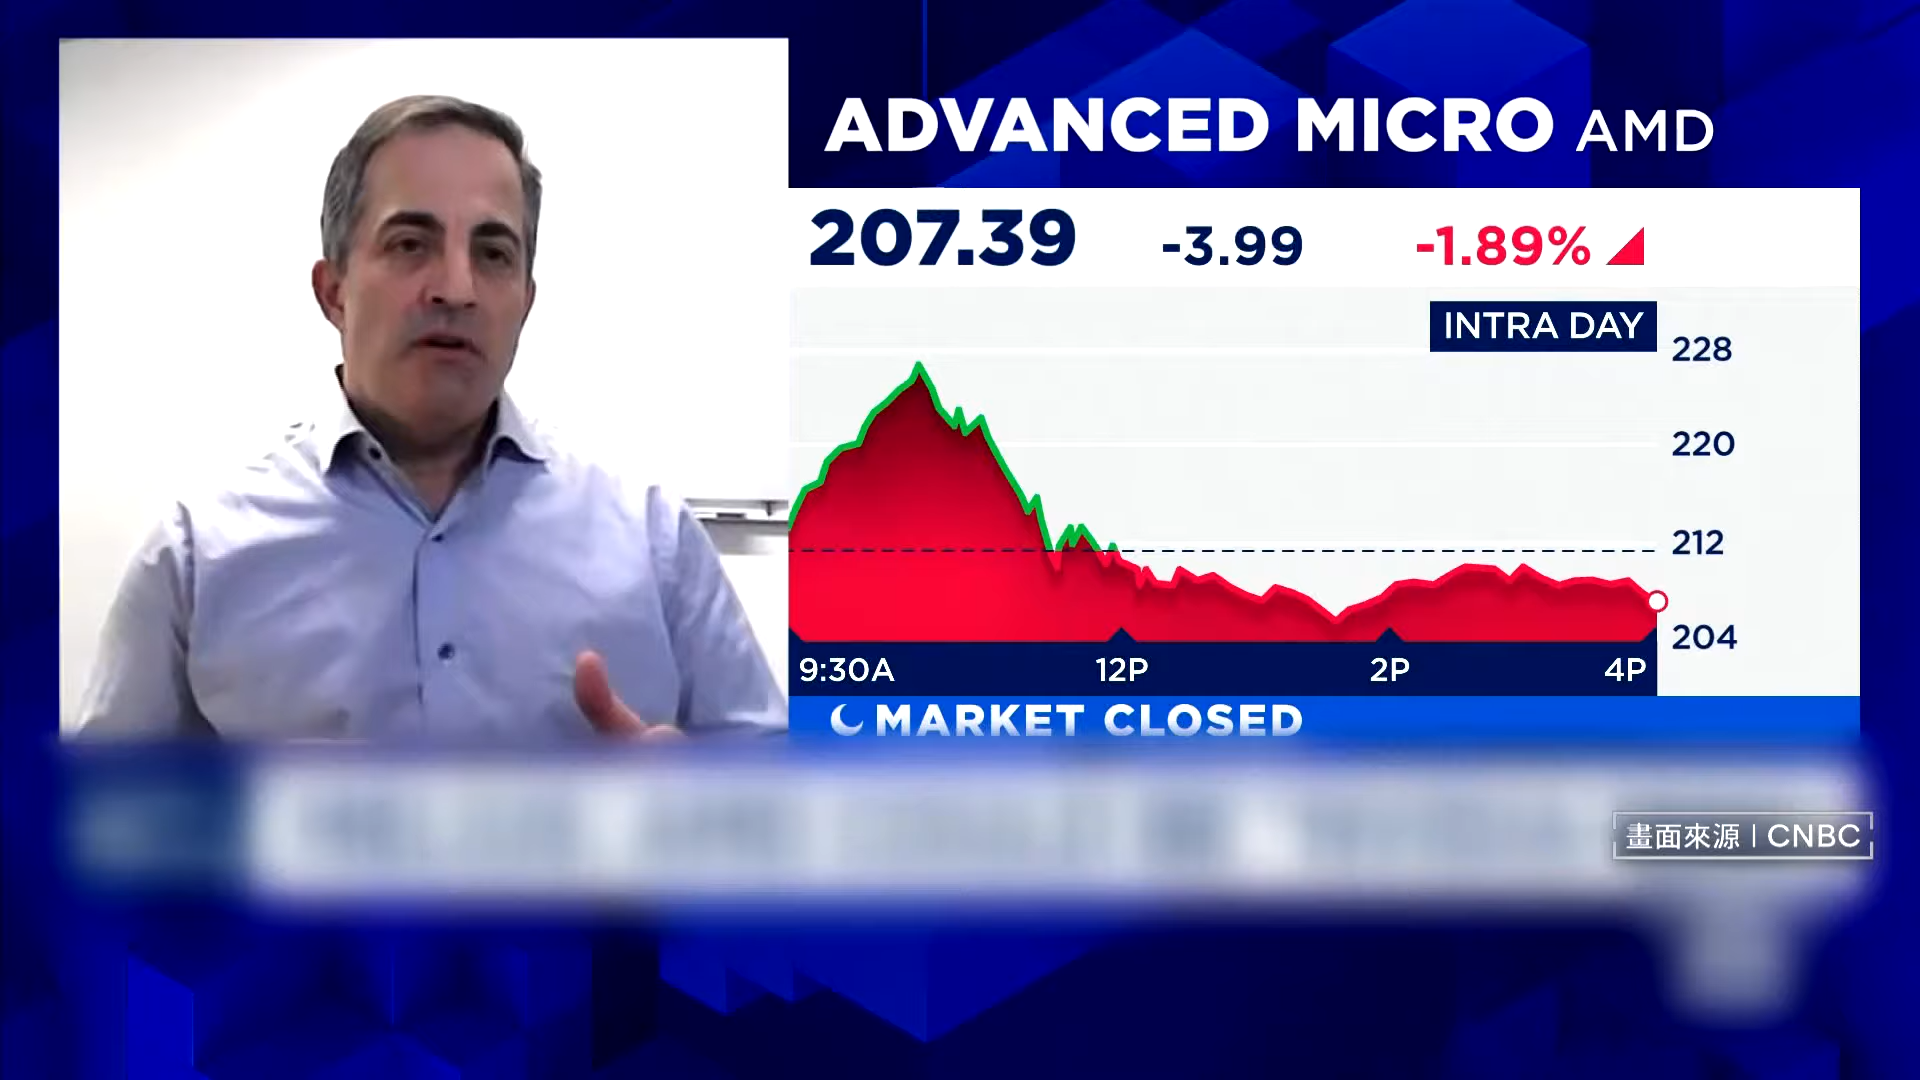 ADVANCED MICRO AMD
207.39 -3.99 -1.89%
INTRA DAY
228
220
212
204
9:30A 12P 2P 4P
MARKET CLOSED
畫面來源 | CNBC